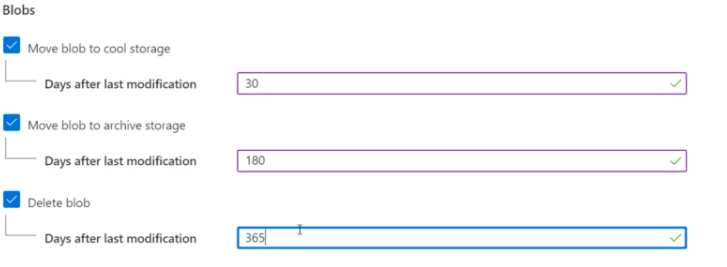 Blobs
Move blob to cool storage
Days after last modification 30
Move blob to archive storage
Days after last modification 180
Delete blob
Days after last modification 365